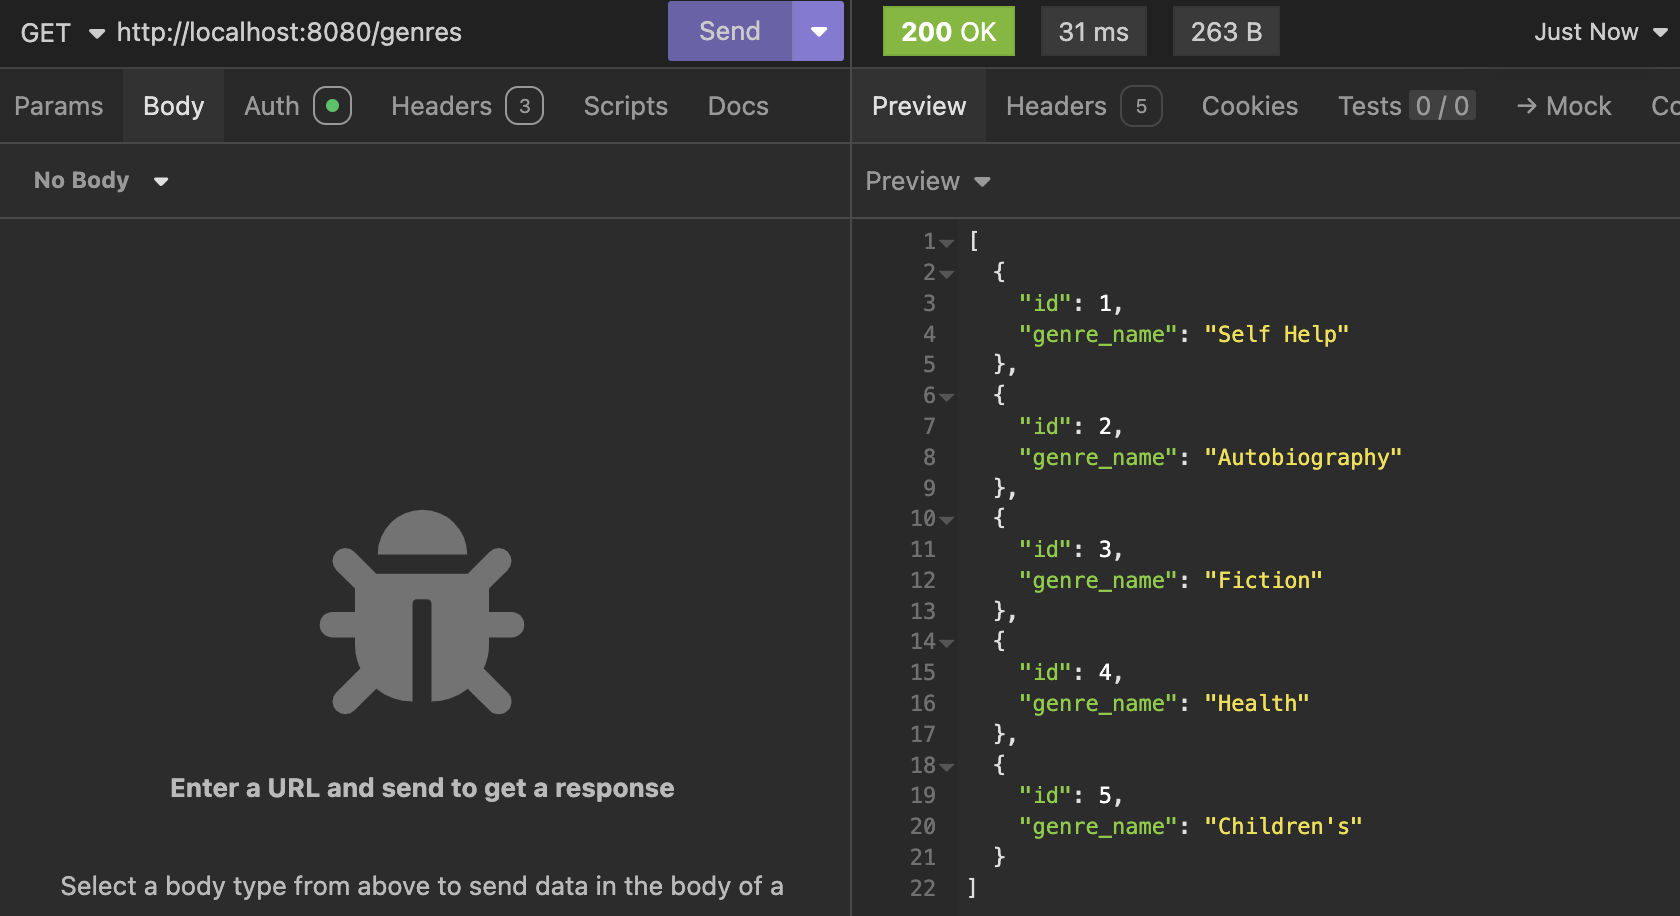 GET http://localhost:8080/genres Send
200 OK 31 ms 263 B Just Now
Params Body Auth Headers 3 Scripts Docs
Preview Headers 5 Cookies Tests 0 / 0 → Mock Co
No Body
Preview
Enter a URL and send to get a response
Select a body type from above to send data in the body of a
1 [
2 {
3 "id": 1,
4 "genre_name": "Self Help"
5 },
6 {
7 "id": 2,
8 "genre_name": "Autobiography"
9 },
10 {
11 "id": 3,
12 "genre_name": "Fiction"
13 },
14 {
15 "id": 4,
16 "genre_name": "Health"
17 },
18 {
19 "id": 5,
20 "genre_name": "Children's"
21 }
22 ]